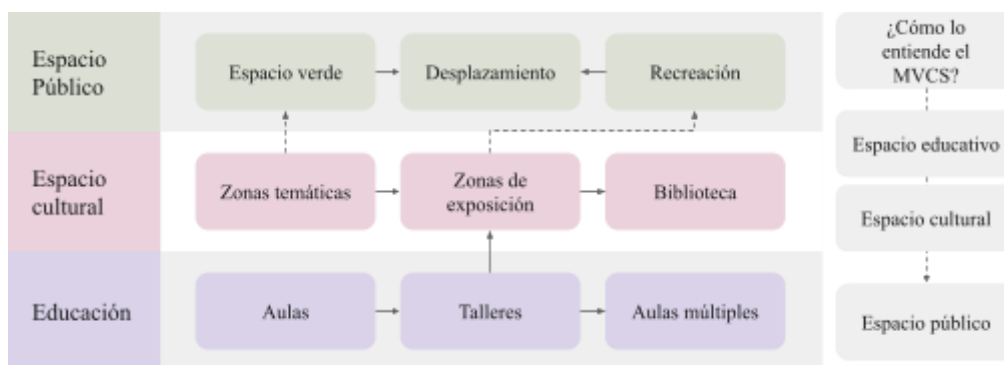 Espacio
Público
Espacio verde
Desplazamiento
Recreación
Espacio
cultural
Zonas temáticas
Zonas de
exposición
Biblioteca
Educación
Aulas
Talleres
Aulas múltiples
¿Cómo lo
entiende el
MVCS?
Espacio educativo
Espacio cultural
Espacio público